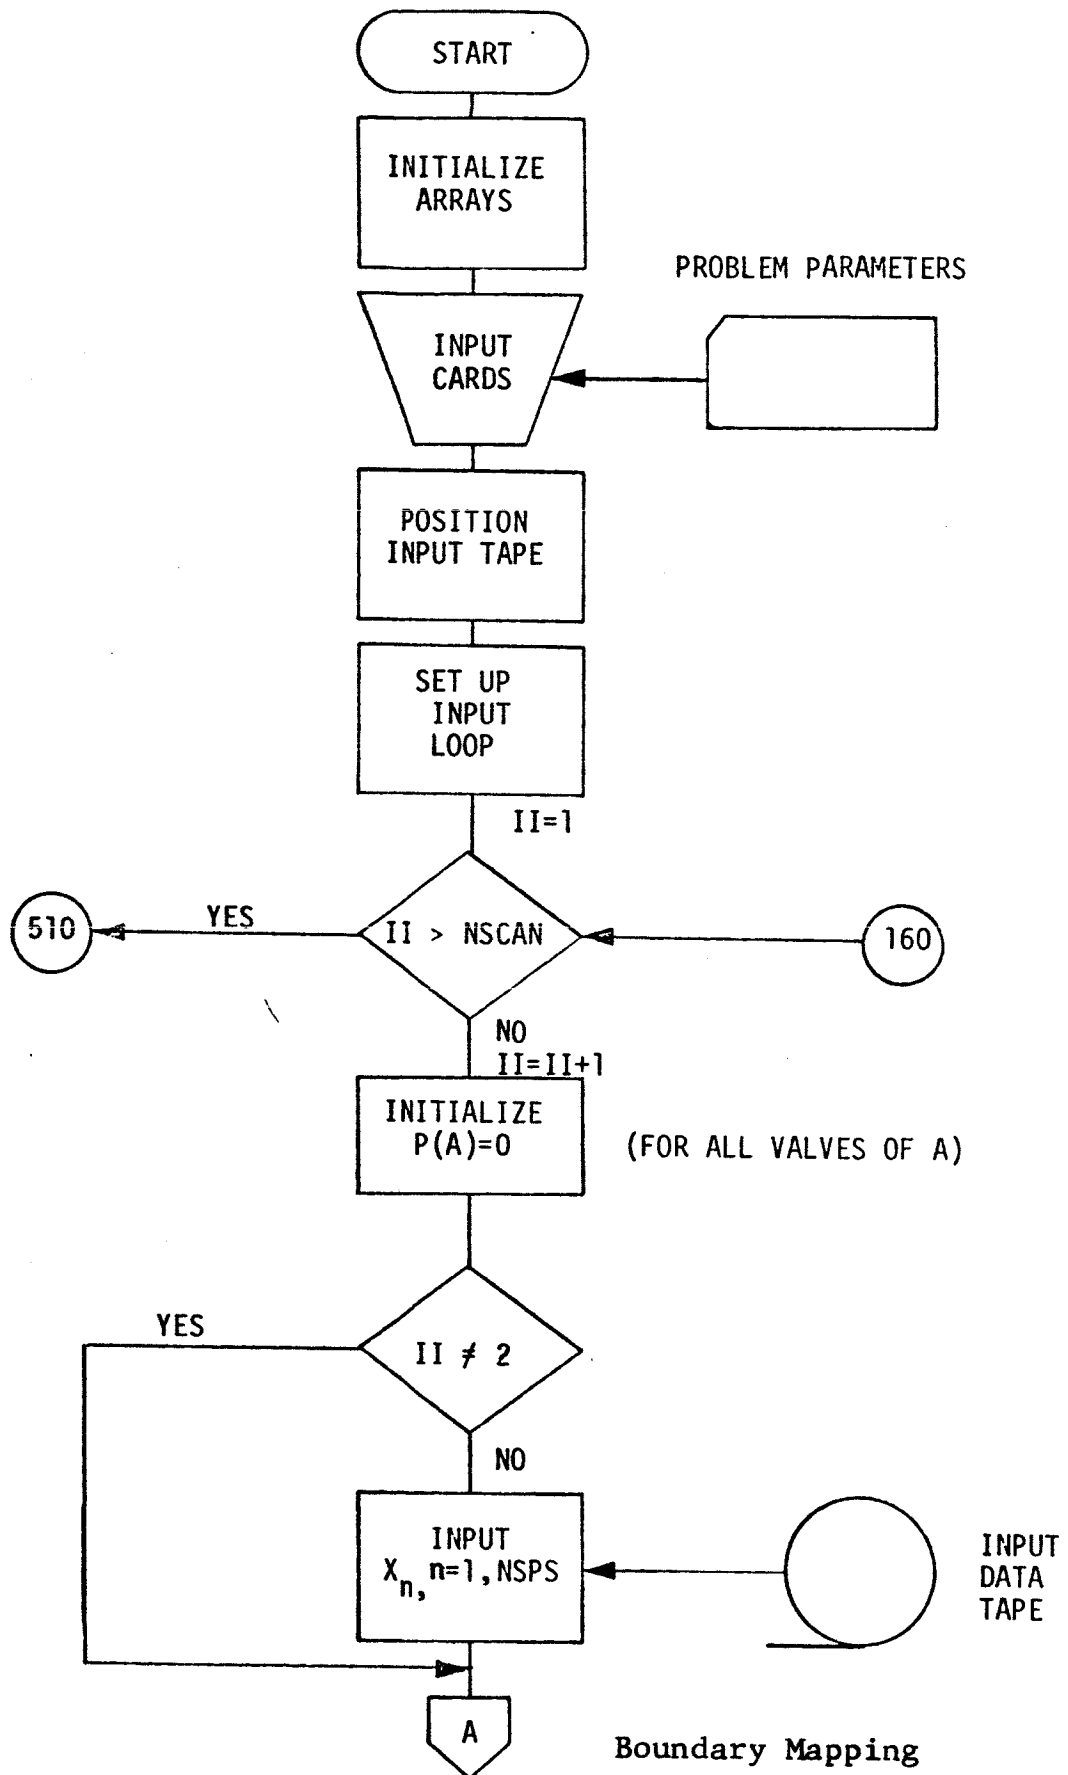 START
INITIALIZE
ARRAYS
PROBLEM PARAMETERS
INPUT
CARDS
POSITION
INPUT TAPE
SET UP
INPUT
LOOP
II=1
510
YES
II > NSCAN
160
NO
II=II+1
INITIALIZE
P(A)=0
(FOR ALL VALVES OF A)
YES
II ≠ 2
NO
INPUT
Xn, n=1,NSPS
INPUT
DATA
TAPE
A
Boundary Mapping